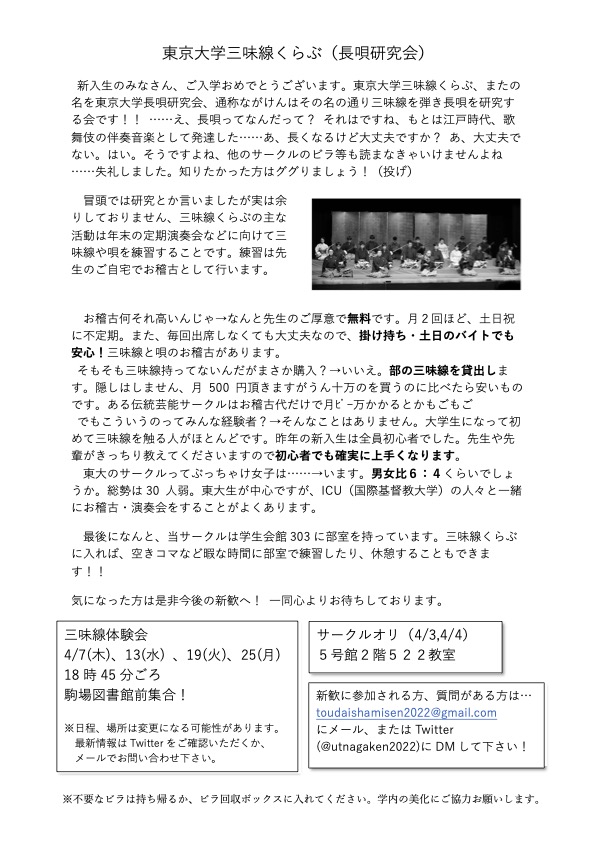 東京大学三味線くらぶ（長唄研究会）
新入生のみなさん、ご入学おめでとうございます。東京大学三味線くらぶ、またの
名を東京大学長唄研究会、通称ながけんはその名の通り三味線を弾き長唄を研究す
る会です！！ ……え、長唄ってなんだって？ それはですね、もとは江戸時代、歌
舞伎の伴奏音楽として発達した……あ、長くなるけど大丈夫ですか？ あ、大丈夫で
ない。はい。そうですよね、他のサークルのビラ等も読まなきゃいけませんよね
……失礼しました。知りたかった方はググりましょう！（投げ）
冒頭では研究とか言いましたが実は余
りしておりません、三味線くらぶの主な
活動は年末の定期演奏会などに向けて三
味線や唄を練習することです。練習は先
生のご自宅でお稽古として行います。
お稽古何それ高いんじゃ→なんと先生のご厚意で無料です。月２回ほど、土日祝
に不定期。また、毎回出席しなくても大丈夫なので、掛け持ち・土日のバイトでも
安心！三味線と唄のお稽古があります。
そもそも三味線持ってないんだがまさか購入？→いいえ。部の三味線を貸出しま
す。隠しはしません、月 500 円頂きますがうん十万のを買うのに比べたら安いもの
です。ある伝統芸能サークルはお稽古代だけで月ﾋﾟｰ万かかるとかもごもご
でもこういうのってみんな経験者？→そんなことはありません。大学生になって初
めて三味線を触る人がほとんどです。昨年の新入生は全員初心者でした。先生や先
輩がきっちり教えてくださいますので初心者でも確実に上手くなります。
東大のサークルってぶっちゃけ女子は……→います。男女比６：４くらいでしょ
うか。総勢は 30 人弱。東大生が中心ですが、ICU（国際基督教大学）の人々と一緒
にお稽古・演奏会をすることがよくあります。
最後になんと、当サークルは学生会館 303 に部室を持っています。三味線くらぶ
に入れば、空きコマなど暇な時間に部室で練習したり、休憩することもできま
す！！
気になった方は是非今後の新歓へ！ 一同心よりお待ちしております。
三味線体験会
4/7(木)、13(水) 、19(火)、25(月)
18 時 45 分ごろ
駒場図書館前集合！
※日程、場所は変更になる可能性があります。
最新情報は Twitter をご確認いただくか、
メールでお問い合わせ下さい。
サークルオリ（4/3,4/4）
５号館２階５２２教室
新歓に参加される方、質問がある方は…
toudaishamisen2022@gmail.com
にメール、または Twitter
(@utnagaken2022)に DM して下さい！
※不要なビラは持ち帰るか、ビラ回収ボックスに入れてください。学内の美化にご協力お願いします。